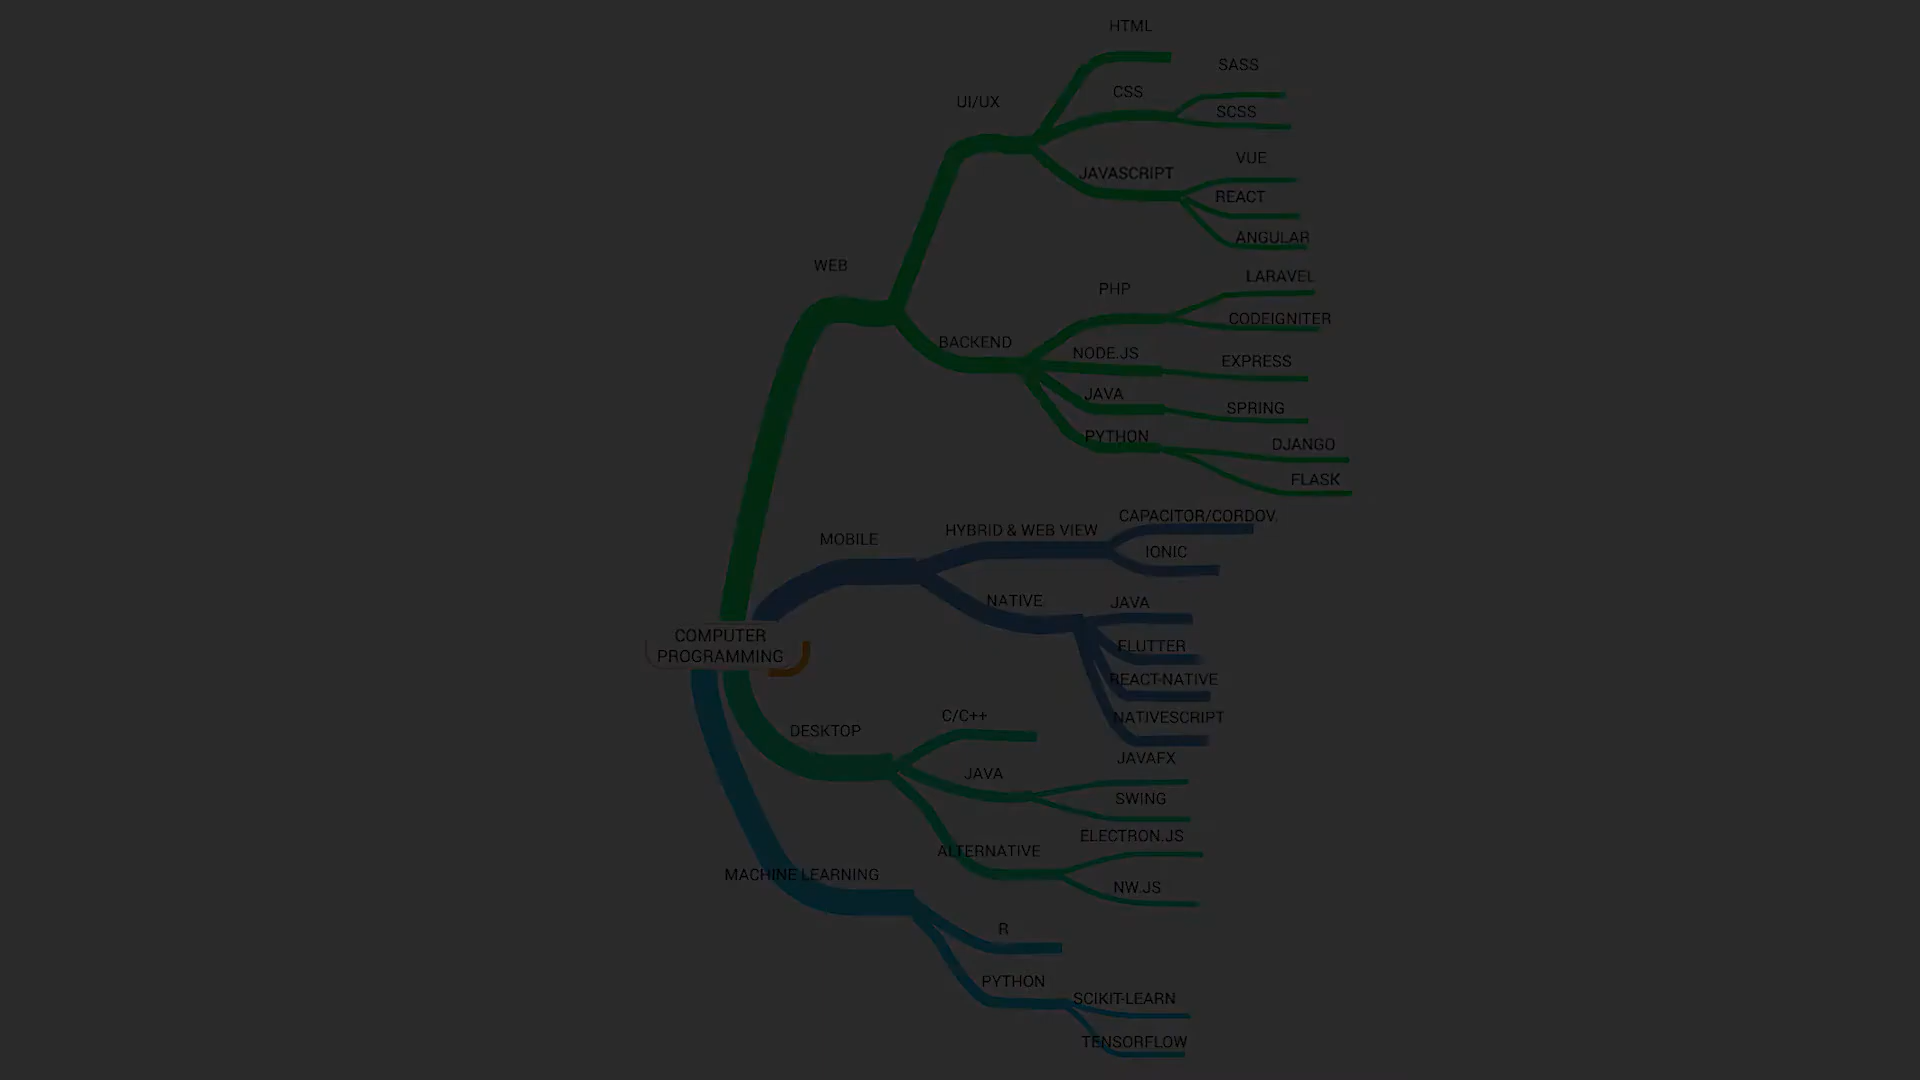 HTML
SASS
CSS
UI/UX
SCSS
VUE
JAVASCRIPT
REACT
ANGULAR
WEB
LARAVEL
PHP
CODEIGNITER
BACKEND
NODE.JS
EXPRESS
JAVA
SPRING
PYTHON
DJANGO
FLASK
CAPACITOR/CORDOV.
HYBRID & WEB VIEW
MOBILE
IONIC
NATIVE
JAVA
FLUTTER
COMPUTER
PROGRAMMING
REACT-NATIVE
NATIVESCRIPT
C/C++
DESKTOP
JAVAFX
JAVA
SWING
ELECTRON.JS
ALTERNATIVE
MACHINE LEARNING
NW.JS
R
PYTHON
SCIKIT-LEARN
TENSORFLOW